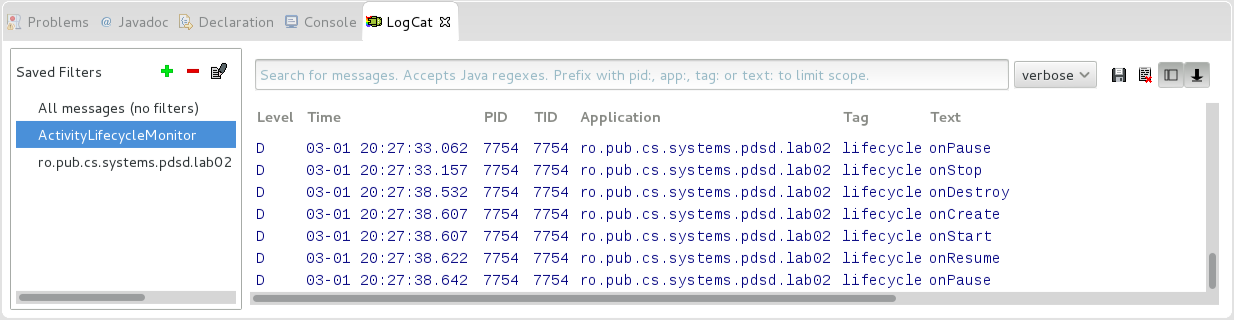 Problems @ Javadoc Declaration Console LogCat
Saved Filters
All messages (no filters)
ActivityLifecycleMonitor
ro.pub.cs.systems.pdsd.lab02
Search for messages. Accepts Java regexes. Prefix with pid:, app:, tag: or text: to limit scope. verbose
Level Time PID TID Application Tag Text
D 03-01 20:27:33.062 7754 7754 ro.pub.cs.systems.pdsd.lab02 lifecycle onPause
D 03-01 20:27:33.157 7754 7754 ro.pub.cs.systems.pdsd.lab02 lifecycle onStop
D 03-01 20:27:38.532 7754 7754 ro.pub.cs.systems.pdsd.lab02 lifecycle onDestroy
D 03-01 20:27:38.607 7754 7754 ro.pub.cs.systems.pdsd.lab02 lifecycle onCreate
D 03-01 20:27:38.607 7754 7754 ro.pub.cs.systems.pdsd.lab02 lifecycle onStart
D 03-01 20:27:38.622 7754 7754 ro.pub.cs.systems.pdsd.lab02 lifecycle onResume
D 03-01 20:27:38.642 7754 7754 ro.pub.cs.systems.pdsd.lab02 lifecycle onPause